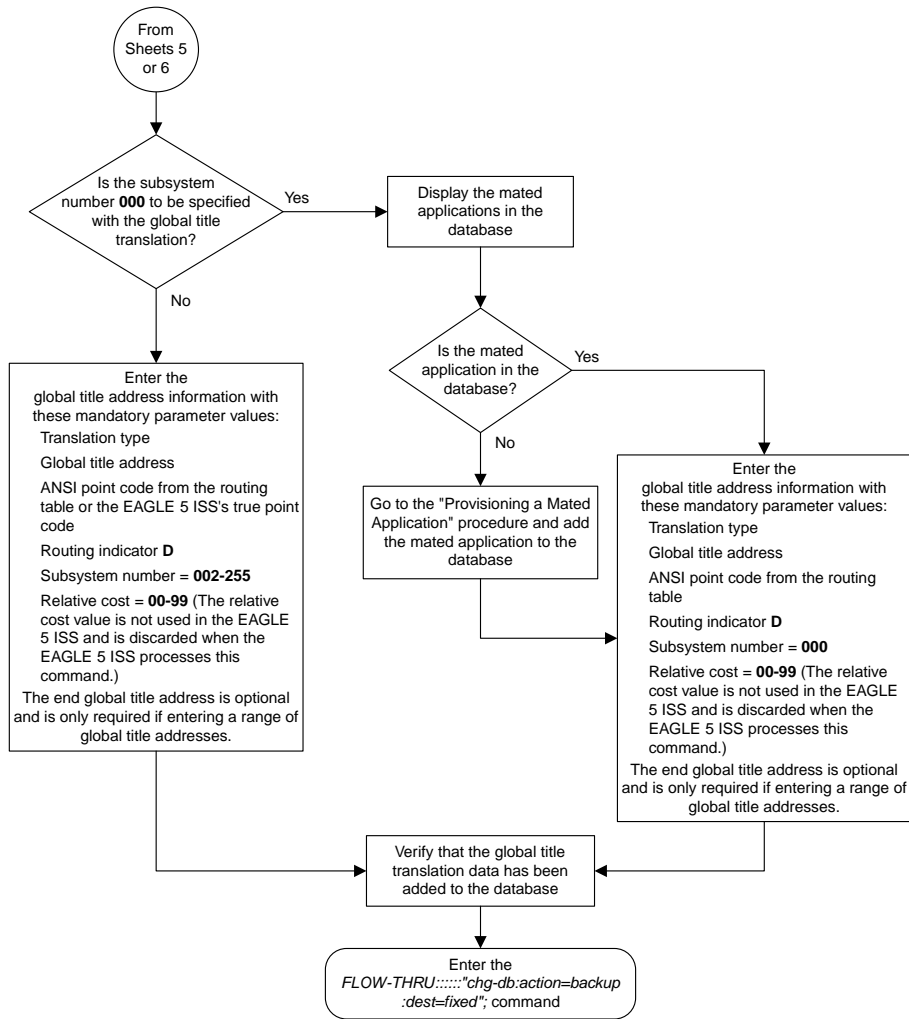 From
Sheets 5
or 6
Is the subsystem
number 000 to be specified
with the global title
translation?
Yes
Display the mated
applications in the
database
No
Is the mated
application in the
database?
Yes
No
Enter the
global title address information with
these mandatory parameter values:
Translation type
Global title address
ANSI point code from the routing
table or the EAGLE 5 ISS's true point
code
Routing indicator D
Subsystem number = 002-255
Relative cost = 00-99 (The relative
cost value is not used in the EAGLE
5 ISS and is discarded when the
EAGLE 5 ISS processes this
command.)
The end global title address is optional
and is only required if entering a range of
global title addresses.
Go to the "Provisioning a Mated
Application" procedure and add
the mated application to the
database
Enter the
global title address information with
these mandatory parameter values:
Translation type
Global title address
ANSI point code from the routing
table
Routing indicator D
Subsystem number = 000
Relative cost = 00-99 (The relative
cost value is not used in the EAGLE
5 ISS and is discarded when the
EAGLE 5 ISS processes this
command.)
The end global title address is optional
and is only required if entering a range of
global title addresses.
Verify that the global title
translation data has been
added to the database
Enter the
FLOW-THRU::::::"chg-db:action=backup
:dest=fixed"; command